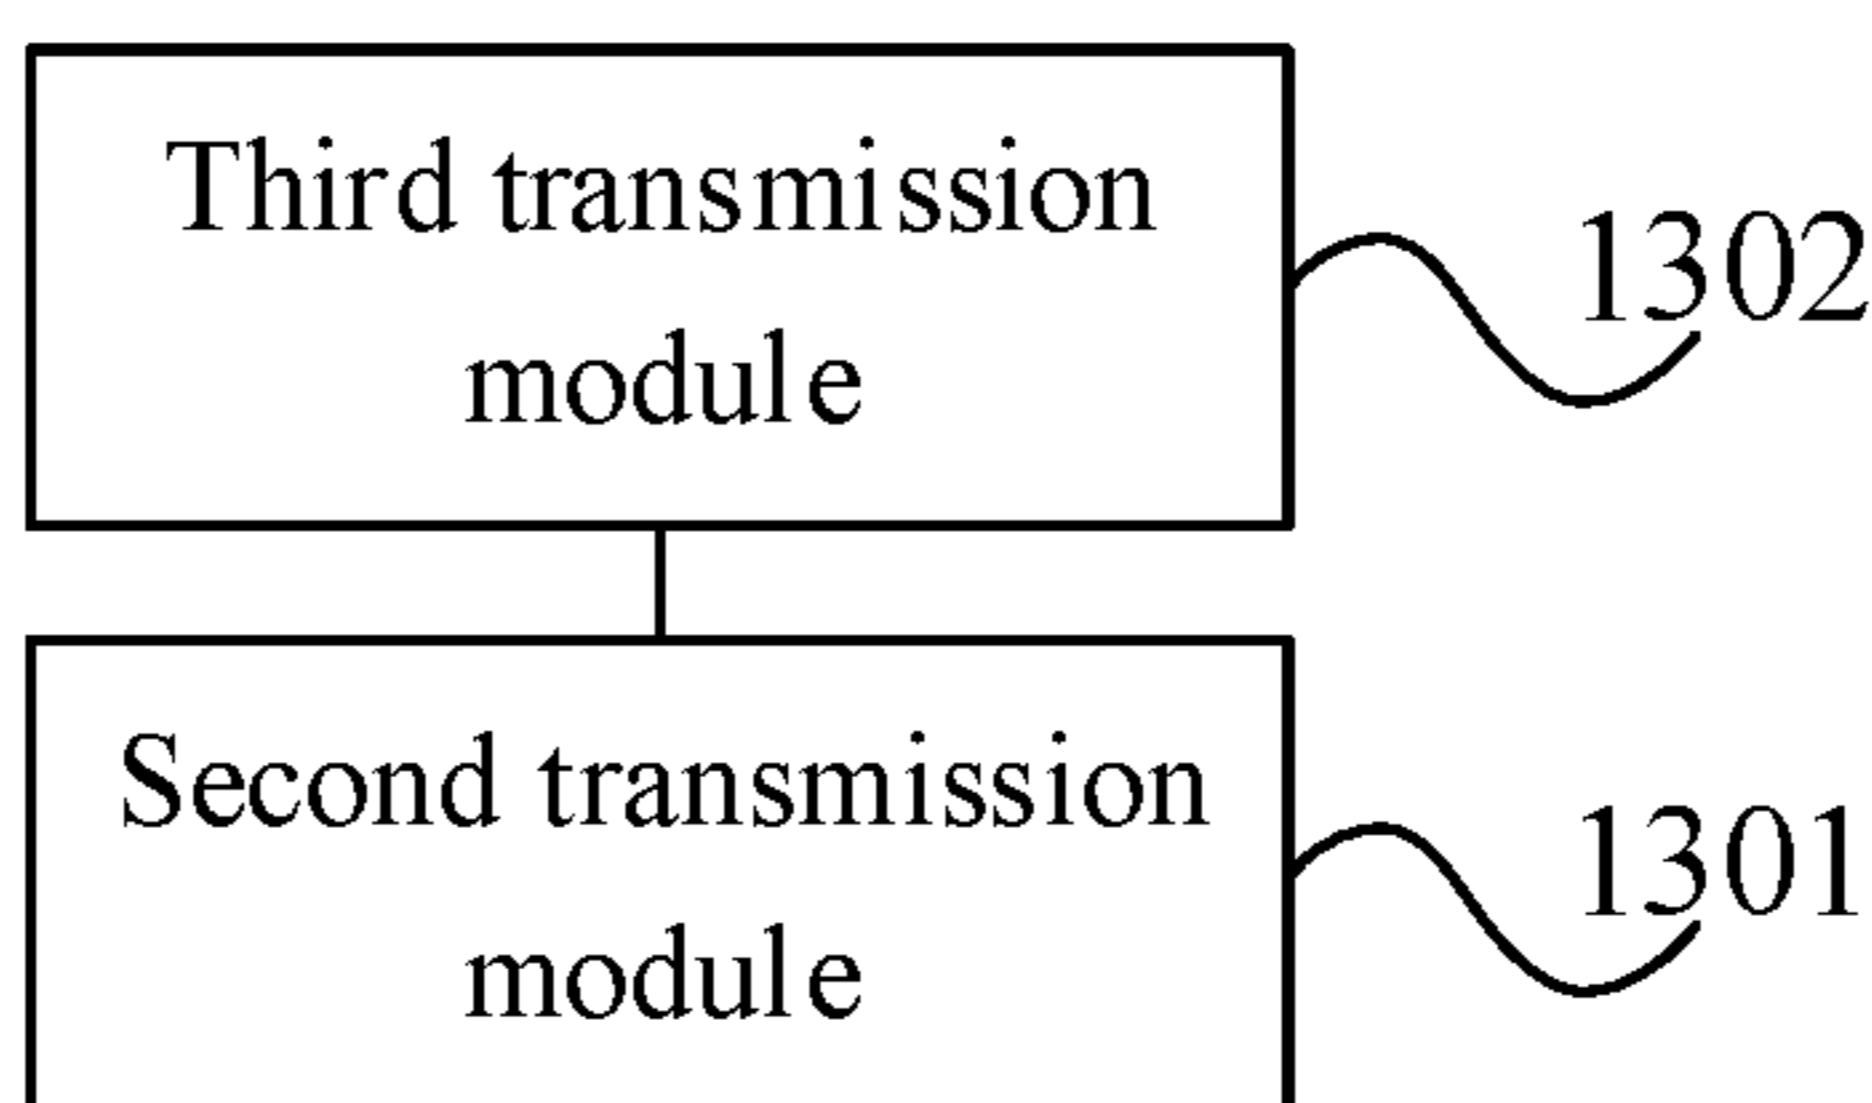 Third transmission
module
1302
Second transmission
module
1301